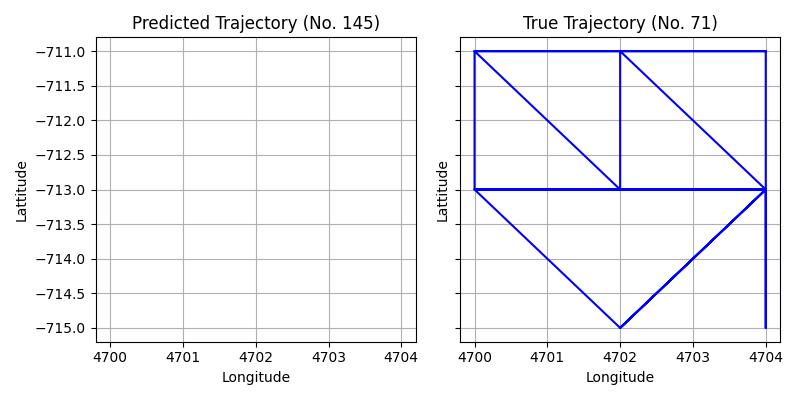 Predicted Trajectory (No. 145)
True Trajectory (No. 71)
Lattitude
−711.0
−711.5
−712.0
−712.5
−713.0
−713.5
−714.0
−714.5
−715.0
4700 4701 4702 4703 4704
Longitude
Lattitude
4700 4701 4702 4703 4704
Longitude